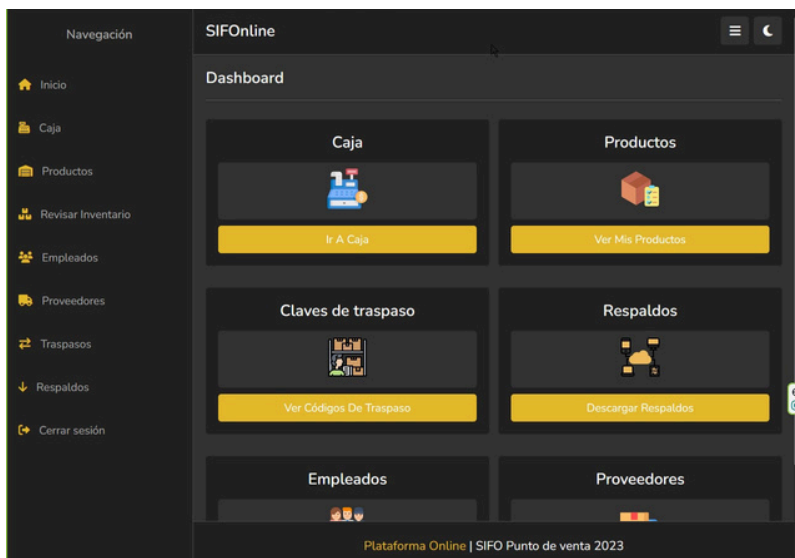 Navegación
Inicio
Caja
Productos
Revisar Inventario
Empleados
Proveedores
Traspasos
Respaldos
Cerrar sesión
SIFOnline
Dashboard
Caja
Ir A Caja
Productos
Ver Mis Productos
Claves de traspaso
Ver Códigos De Traspaso
Respaldos
Descargar Respaldos
Empleados
Proveedores
Plataforma Online | SIFO Punto de venta 2023